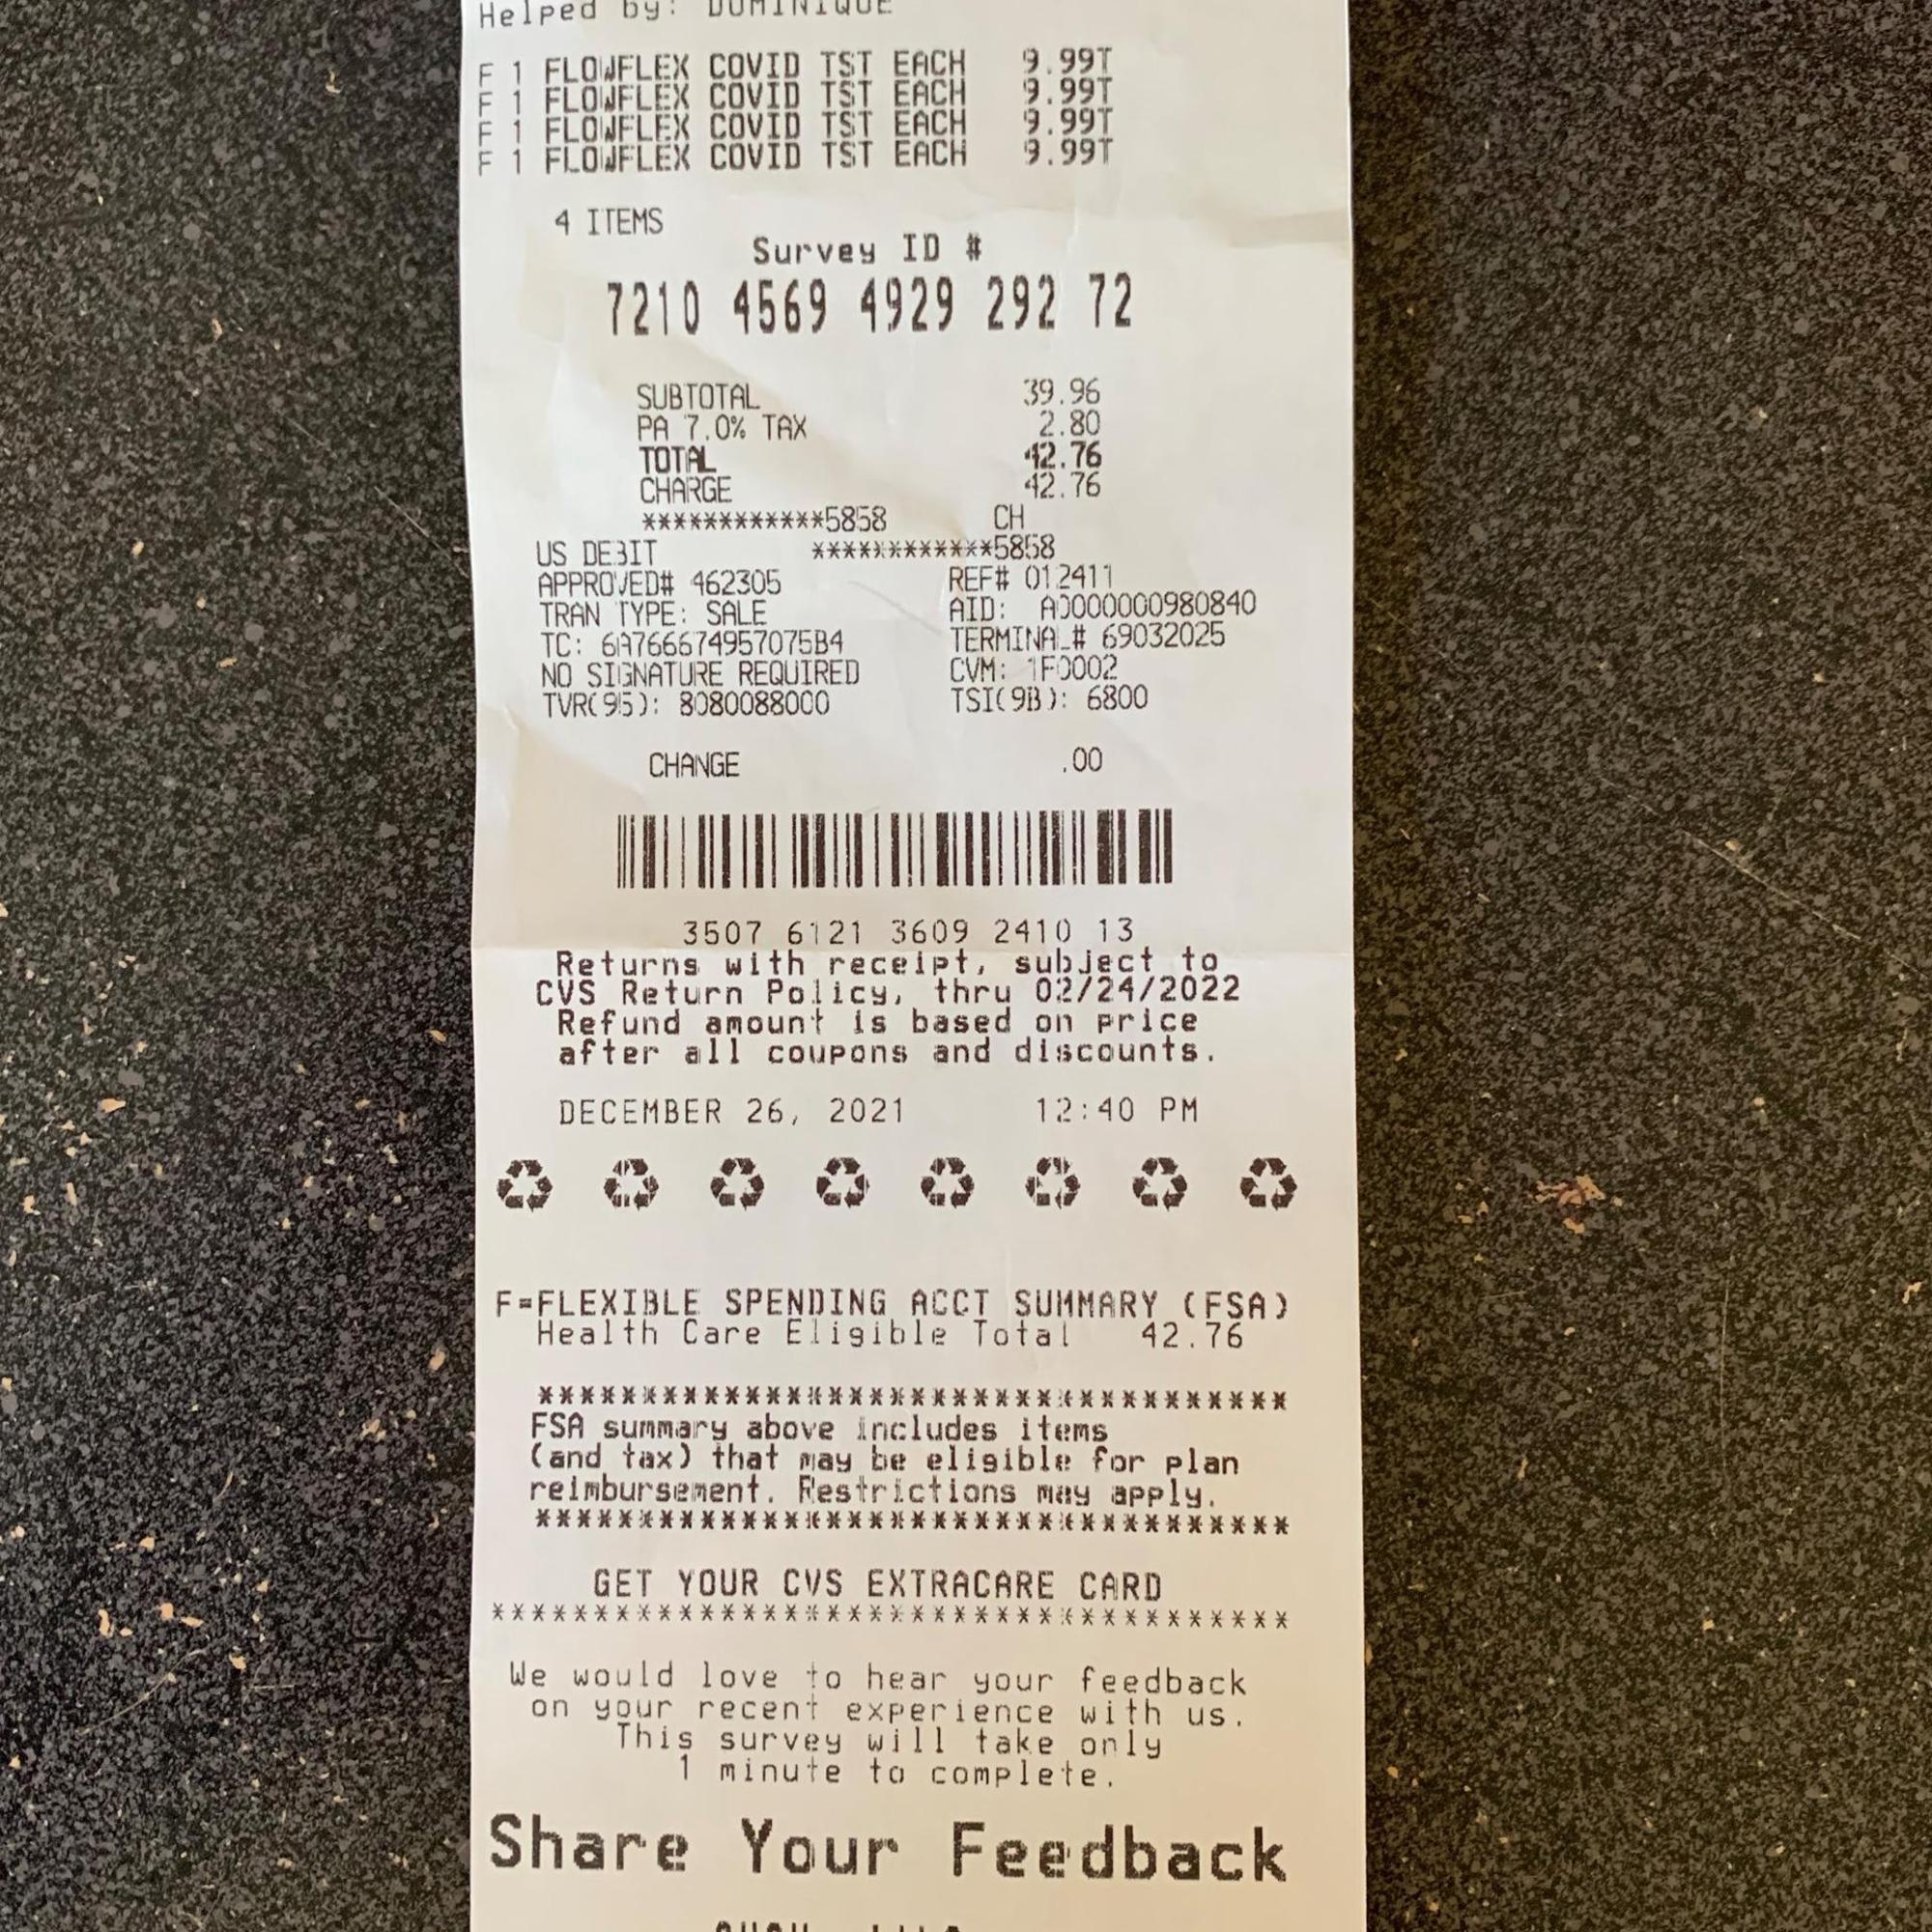 Helped by: DOMINIQUE
F 1 FLOWFLEX COVID TST EACH 9.99T
F 1 FLOWFLEX COVID TST EACH 9.99T
F 1 FLOWFLEX COVID TST EACH 9.99T
F 1 FLOWFLEX COVID TST EACH 9.99T
4 ITEMS
Survey ID #
7210 4569 4929 292 72
SUBTOTAL 39.96
PA 7.0% TAX 2.80
TOTAL 42.76
CHARGE 42.76
************5858 CH
US DEBIT ************5858
APPROVED# 462305 REF# 012411
TRAN TYPE: SALE AID: A0000000980840
TC: 6A766674957075B4 TERMINAL# 69032025
NO SIGNATURE REQUIRED CVM: 1F0002
TVR(95): 8080088000 TSI(9B): 6800
CHANGE .00
3507 6121 3609 2410 13
Returns with receipt, subject to
CVS Return Policy, thru 02/24/2022
Refund amount is based on price
after all coupons and discounts.
DECEMBER 26, 2021 12:40 PM
F=FLEXIBLE SPENDING ACCT SUMMARY (FSA)
Health Care Eligible Total 42.76
************************************
FSA summary above includes items
(and tax) that may be eligible for plan
reimbursement. Restrictions may apply.
************************************
GET YOUR CVS EXTRACARE CARD
**************************************
We would love to hear your feedback
on your recent experience with us.
This survey will take only
1 minute to complete.
Share Your Feedback